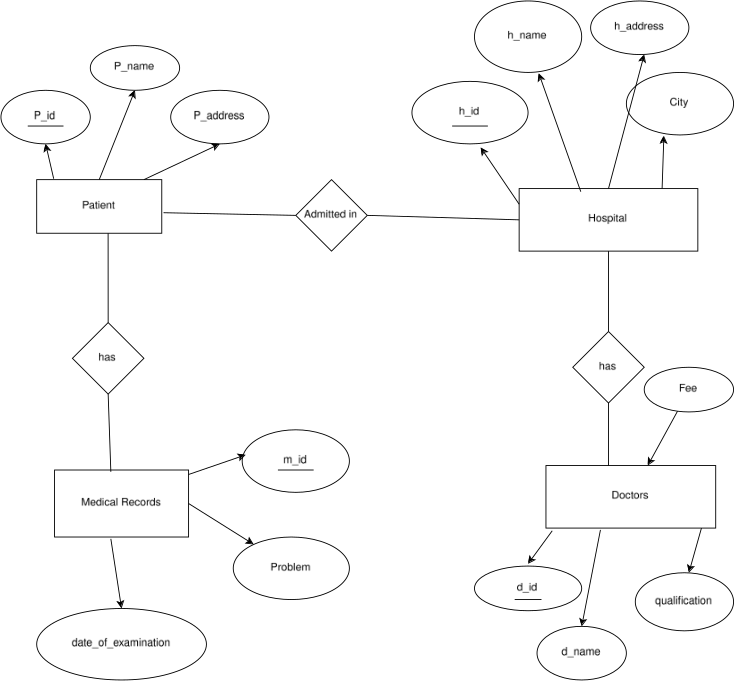 h_address
h_name
P_name
City
P_id
P_address
h_id
Patient
Admitted in
Hospital
has
has
Fee
m_id
Medical Records
Doctors
Problem
d_id
qualification
date_of_examination
d_name